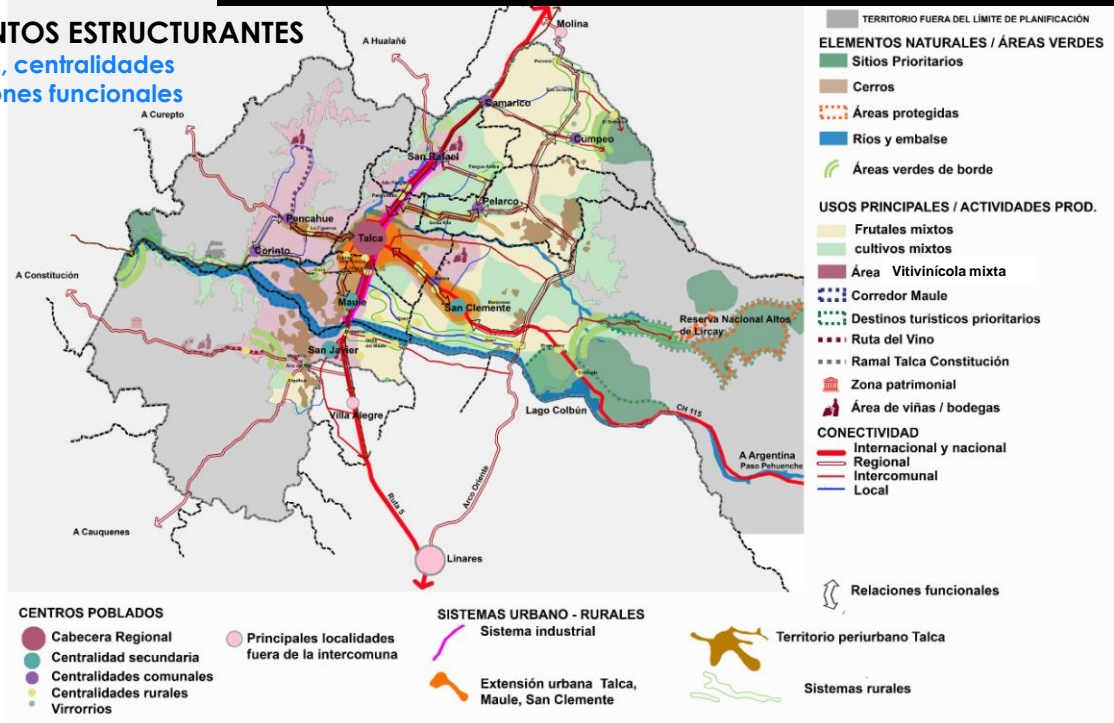 NTOS ESTRUCTURANTES
, centralidades
ones funcionales
Molina
A Hualañé
A Curepto
Camarico
Cumpeo
San Rafael
Pelarco
Pencahue
Talca
Corinto
A Constitución
Maule
San Clemente
Reserva Nacional Altos
de Lircay
San Javier
Lago Colbún
CH 115
Villa Alegre
A Argentina
Paso Pehuenche
Arco Oriente
Ruta 5
A Cauquenes
Linares
TERRITORIO FUERA DEL LÍMITE DE PLANIFICACIÓN
ELEMENTOS NATURALES / ÁREAS VERDES
Sitios Prioritarios
Cerros
Áreas protegidas
Ríos y embalse
Áreas verdes de borde
USOS PRINCIPALES / ACTIVIDADES PROD.
Frutales mixtos
cultivos mixtos
Área Vitivinícola mixta
Corredor Maule
Destinos turísticos prioritarios
Ruta del Vino
Ramal Talca Constitución
Zona patrimonial
Área de viñas / bodegas
CONECTIVIDAD
Internacional y nacional
Regional
Intercomunal
Local
Relaciones funcionales
CENTROS POBLADOS
Cabecera Regional
Centralidad secundaria
Centralidades comunales
Centralidades rurales
Virrorrios
Principales localidades
fuera de la intercomuna
SISTEMAS URBANO - RURALES
Sistema industrial
Extensión urbana Talca,
Maule, San Clemente
Territorio periurbano Talca
Sistemas rurales